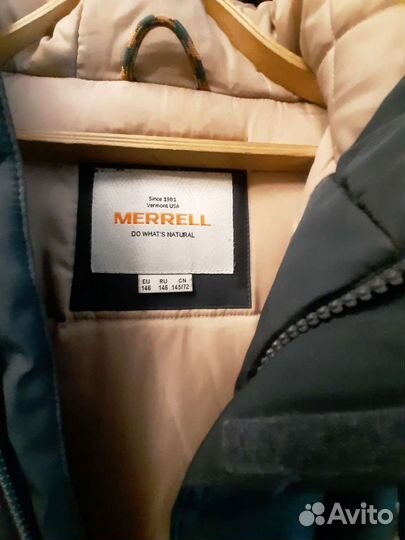 Since 1981
Vermont USA
MERRELL
DO WHAT'S NATURAL
EU RU CN
146 146 145/72
Avito